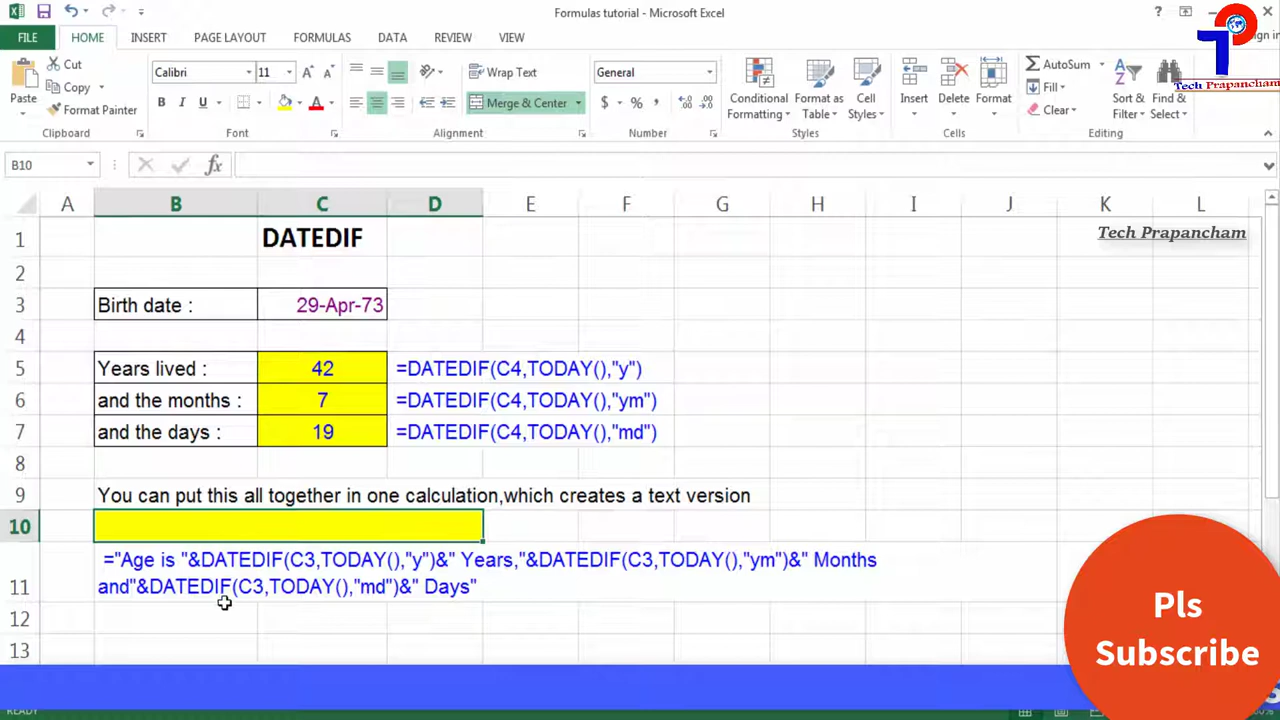 Formulas tutorial - Microsoft Excel
FILE HOME INSERT PAGE LAYOUT FORMULAS DATA REVIEW VIEW
Tech Prapancham
Paste
Cut
Copy
Format Painter
Clipboard
Calibri 11
B I U
Font
Wrap Text
Merge & Center
Alignment
General
$ % ,
Number
Conditional Formatting
Format as Table
Cell Styles
Styles
Insert
Delete
Format
Cells
AutoSum
Fill
Clear
Sort & Filter
Find & Select
Editing
B10
fx
A B C D E F G H I J K L
1 DATEDIF Tech Prapancham
2
3 Birth date : 29-Apr-73
4
5 Years lived : 42 =DATEDIF(C4,TODAY(),"y")
6 and the months : 7 =DATEDIF(C4,TODAY(),"ym")
7 and the days : 19 =DATEDIF(C4,TODAY(),"md")
8
9 You can put this all together in one calculation,which creates a text version
10
="Age is "&DATEDIF(C3,TODAY(),"y")&" Years,"&DATEDIF(C3,TODAY(),"ym")&" Months
11 and"&DATEDIF(C3,TODAY(),"md")&" Days"
12
13
Pls
Subscribe
READY